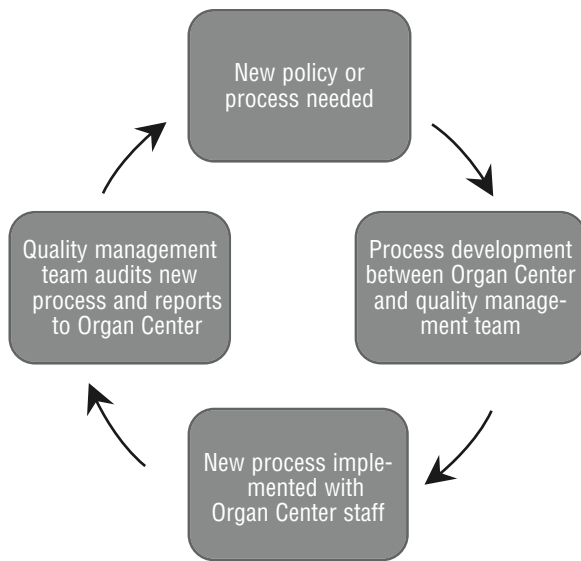 New policy or
process needed
Process development
between Organ Center
and quality manage-
ment team
New process imple-
mented with
Organ Center staff
Quality management
team audits new
process and reports
to Organ Center